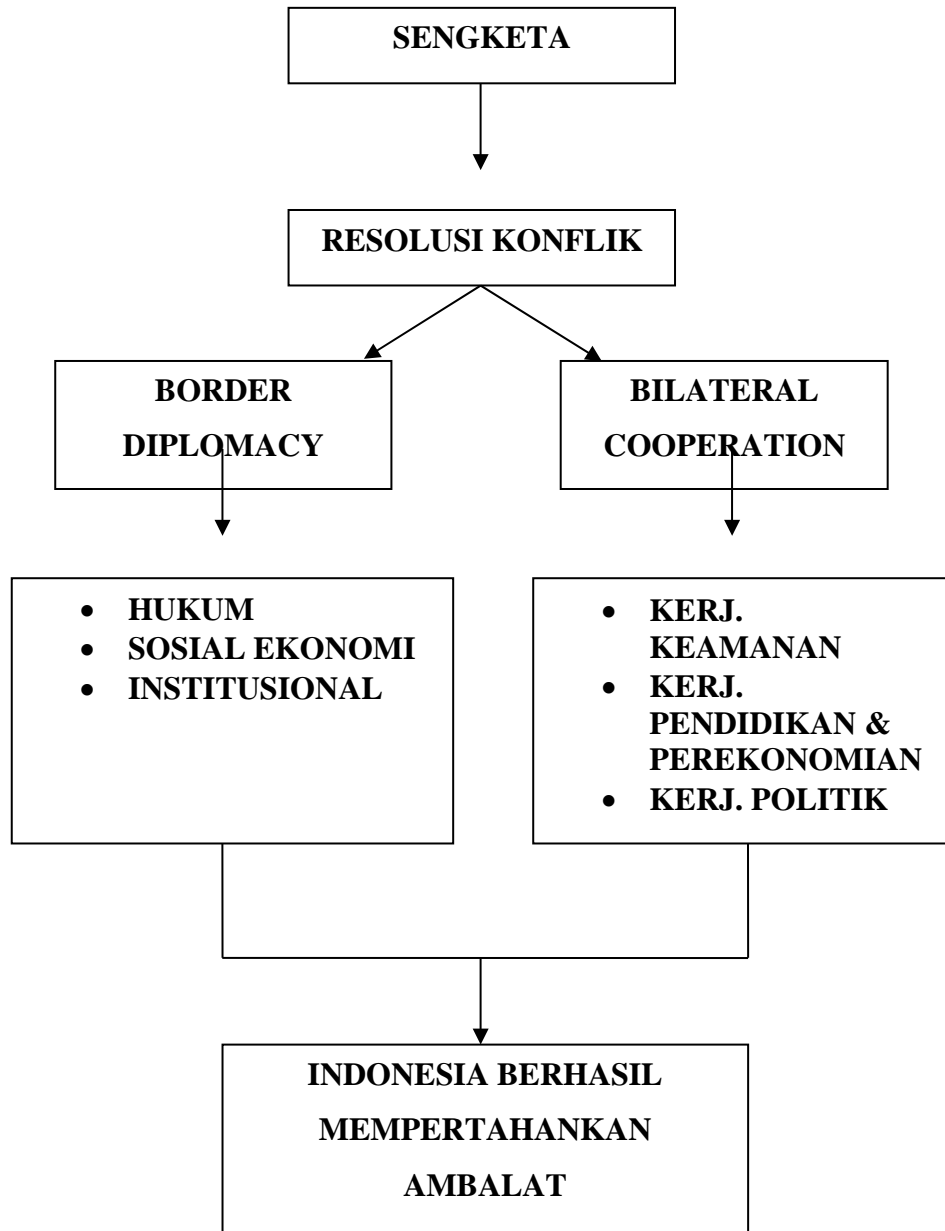 SENGKETA
RESOLUSI KONFLIK
BORDER
DIPLOMACY
BILATERAL
COOPERATION
• HUKUM
• SOSIAL EKONOMI
• INSTITUSIONAL
• KERJ.
KEAMANAN
• KERJ.
PENDIDIKAN &
PEREKONOMIAN
• KERJ. POLITIK
INDONESIA BERHASIL
MEMPERTAHANKAN
AMBALAT